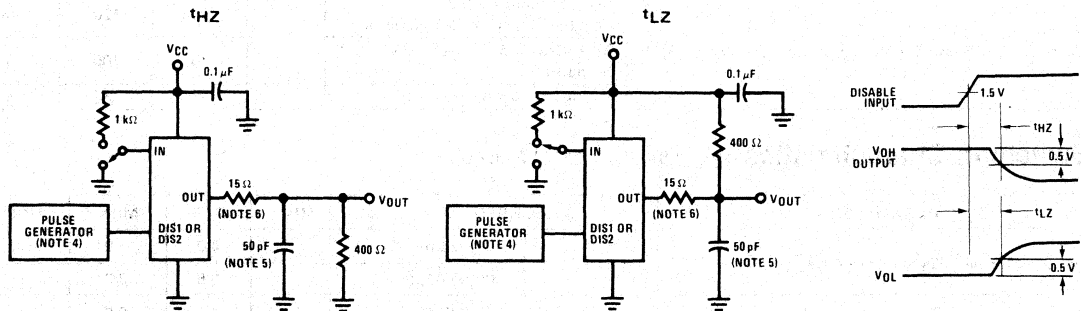 tHZ
VCC
0.1 μF
1 kΩ
IN
OUT
15 Ω
(NOTE 6)
VOUT
PULSE
GENERATOR
(NOTE 4)
DIS1 OR
DIS2
50 pF
(NOTE 5)
400 Ω
tLZ
VCC
0.1 μF
1 kΩ
400 Ω
IN
OUT
15 Ω
(NOTE 6)
VOUT
PULSE
GENERATOR
(NOTE 4)
DIS1 OR
DIS2
50 pF
(NOTE 5)
DISABLE
INPUT
1.5 V
tHZ
VOH
OUTPUT
0.5 V
tLZ
0.5 V
VOL